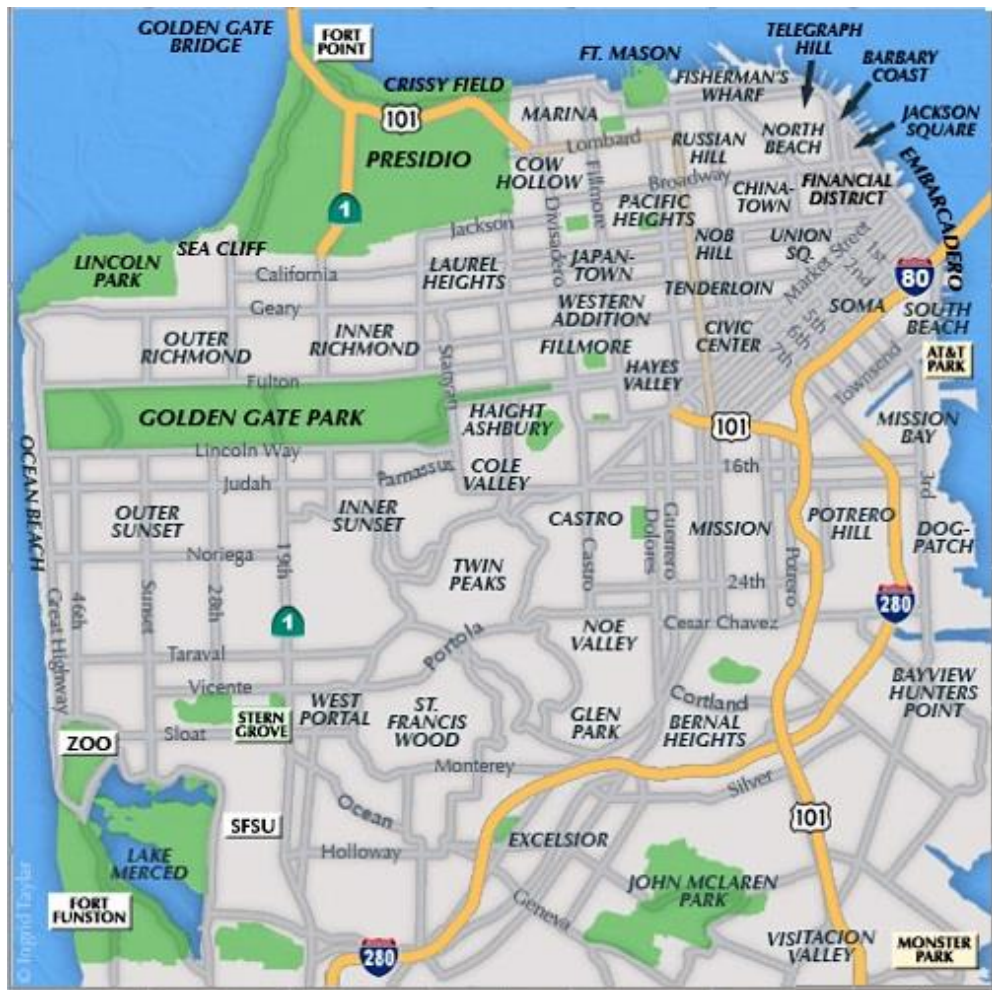 GOLDEN GATE
BRIDGE
FORT
POINT
TELEGRAPH
HILL
FT. MASON
BARBARY
COAST
CRISSY FIELD
FISHERMAN'S
WHARF
MARINA
JACKSON
SQUARE
101
Lombard
RUSSIAN
HILL
NORTH
BEACH
PRESIDIO
COW
HOLLOW
Fillmore
Broadway
EMBARCADERO
CHINA-
TOWN
FINANCIAL
DISTRICT
1
Divisadero
PACIFIC
HEIGHTS
Jackson
SEA CLIFF
NOB
HILL
UNION
SQ.
Market Street
1st
2nd
LINCOLN
PARK
California
LAUREL
HEIGHTS
JAPAN-
TOWN
80
TENDERLOIN
Geary
WESTERN
ADDITION
5th
6th
7th
SOMA
SOUTH
BEACH
OUTER
RICHMOND
INNER
RICHMOND
Stanyan
FILLMORE
CIVIC
CENTER
AT&T
PARK
Fulton
HAYES
VALLEY
Townsend
GOLDEN GATE PARK
HAIGHT
ASHBURY
101
MISSION
BAY
OCEAN BEACH
Lincoln Way
Parnassus
COLE
VALLEY
16th
3rd
Judah
OUTER
SUNSET
INNER
SUNSET
CASTRO
Dolores
Guerrero
MISSION
POTRERO
HILL
DOG-
PATCH
Noriega
19th
TWIN
PEAKS
Castro
Potrero
24th
280
Great Highway
46th
Sunset
28th
1
Cesar Chavez
Portola
NOE
VALLEY
Taraval
Vicente
WEST
PORTAL
ST.
FRANCIS
WOOD
Cortland
BAYVIEW
HUNTERS
POINT
STERN
GROVE
GLEN
PARK
BERNAL
HEIGHTS
ZOO
Sloat
Monterey
Silver
Ocean
101
SFSU
EXCELSIOR
Holloway
LAKE
MERCED
JOHN MCLAREN
PARK
FORT
FUNSTON
Geneva
VISITACION
VALLEY
MONSTER
PARK
280
© Ingrid Taylar